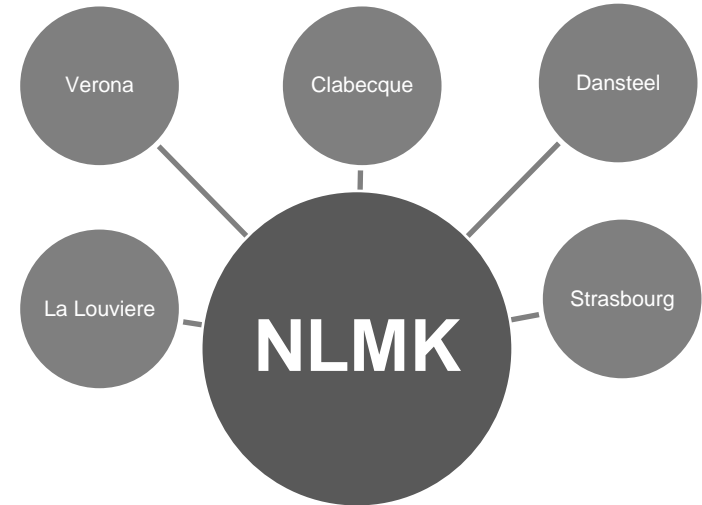 Verona
Clabecque
Dansteel
La Louviere
Strasbourg
NLMK